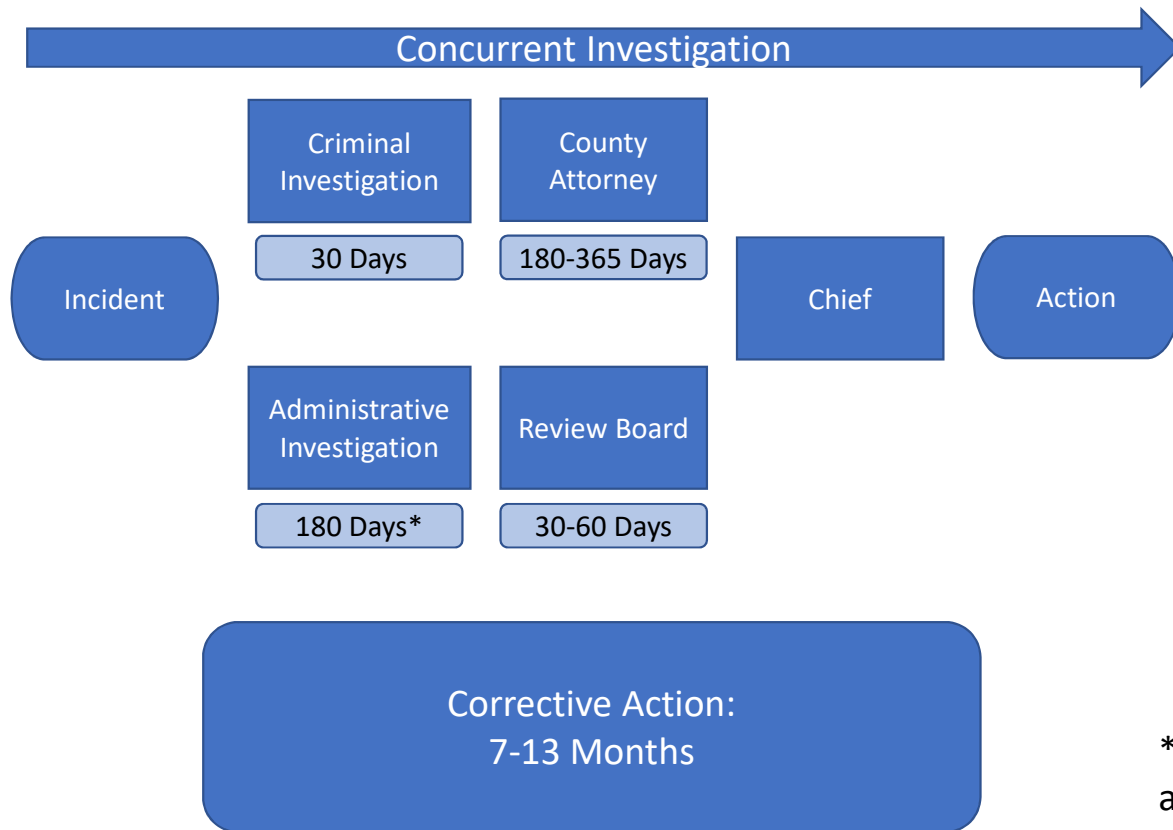 Concurrent Investigation
Criminal
Investigation
County
Attorney
30 Days
180-365 Days
Incident
Chief
Action
Administrative
Investigation
Review Board
180 Days*
30-60 Days
Corrective Action:
7-13 Months
*
a